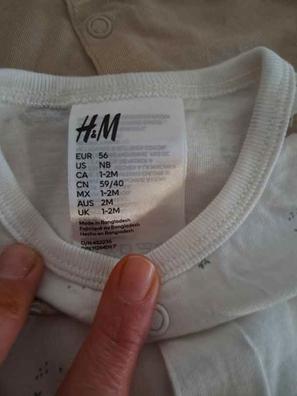 H&M
EUR 56
US NB
CA 1-2M
CN 59/40
MX 1-2M
AUS 2M
UK 1-2M
Made in Bangladesh
Fabriqué au Bangladesh
Hecho en Bangladesh